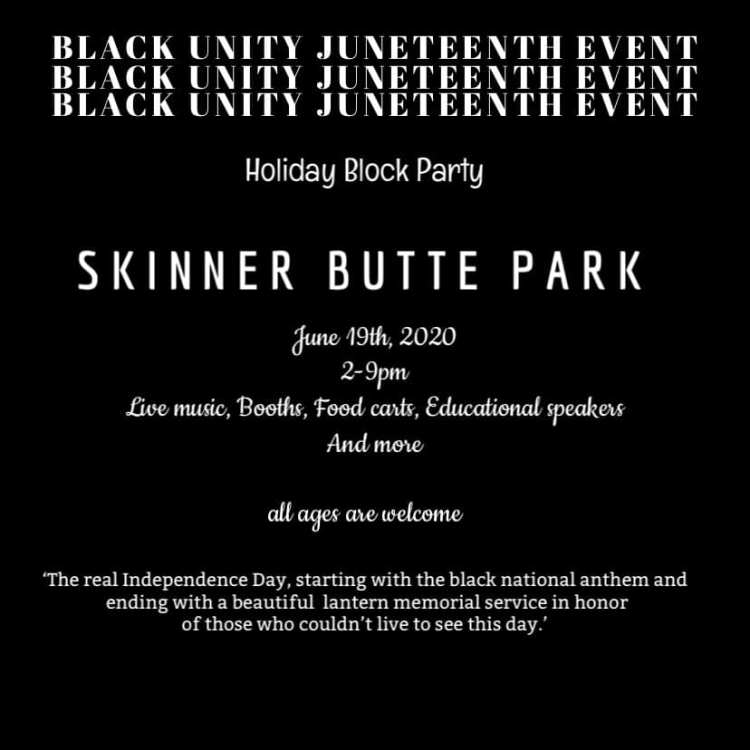 BLACK UNITY JUNETEENTH EVENT
BLACK UNITY JUNETEENTH EVENT
BLACK UNITY JUNETEENTH EVENT
Holiday Block Party
SKINNER BUTTE PARK
June 19th, 2020
2-9pm
Live music, Booths, Food carts, Educational speakers
And more
all ages are welcome
‘The real Independence Day, starting with the black national anthem and
ending with a beautiful lantern memorial service in honor
of those who couldn’t live to see this day.’